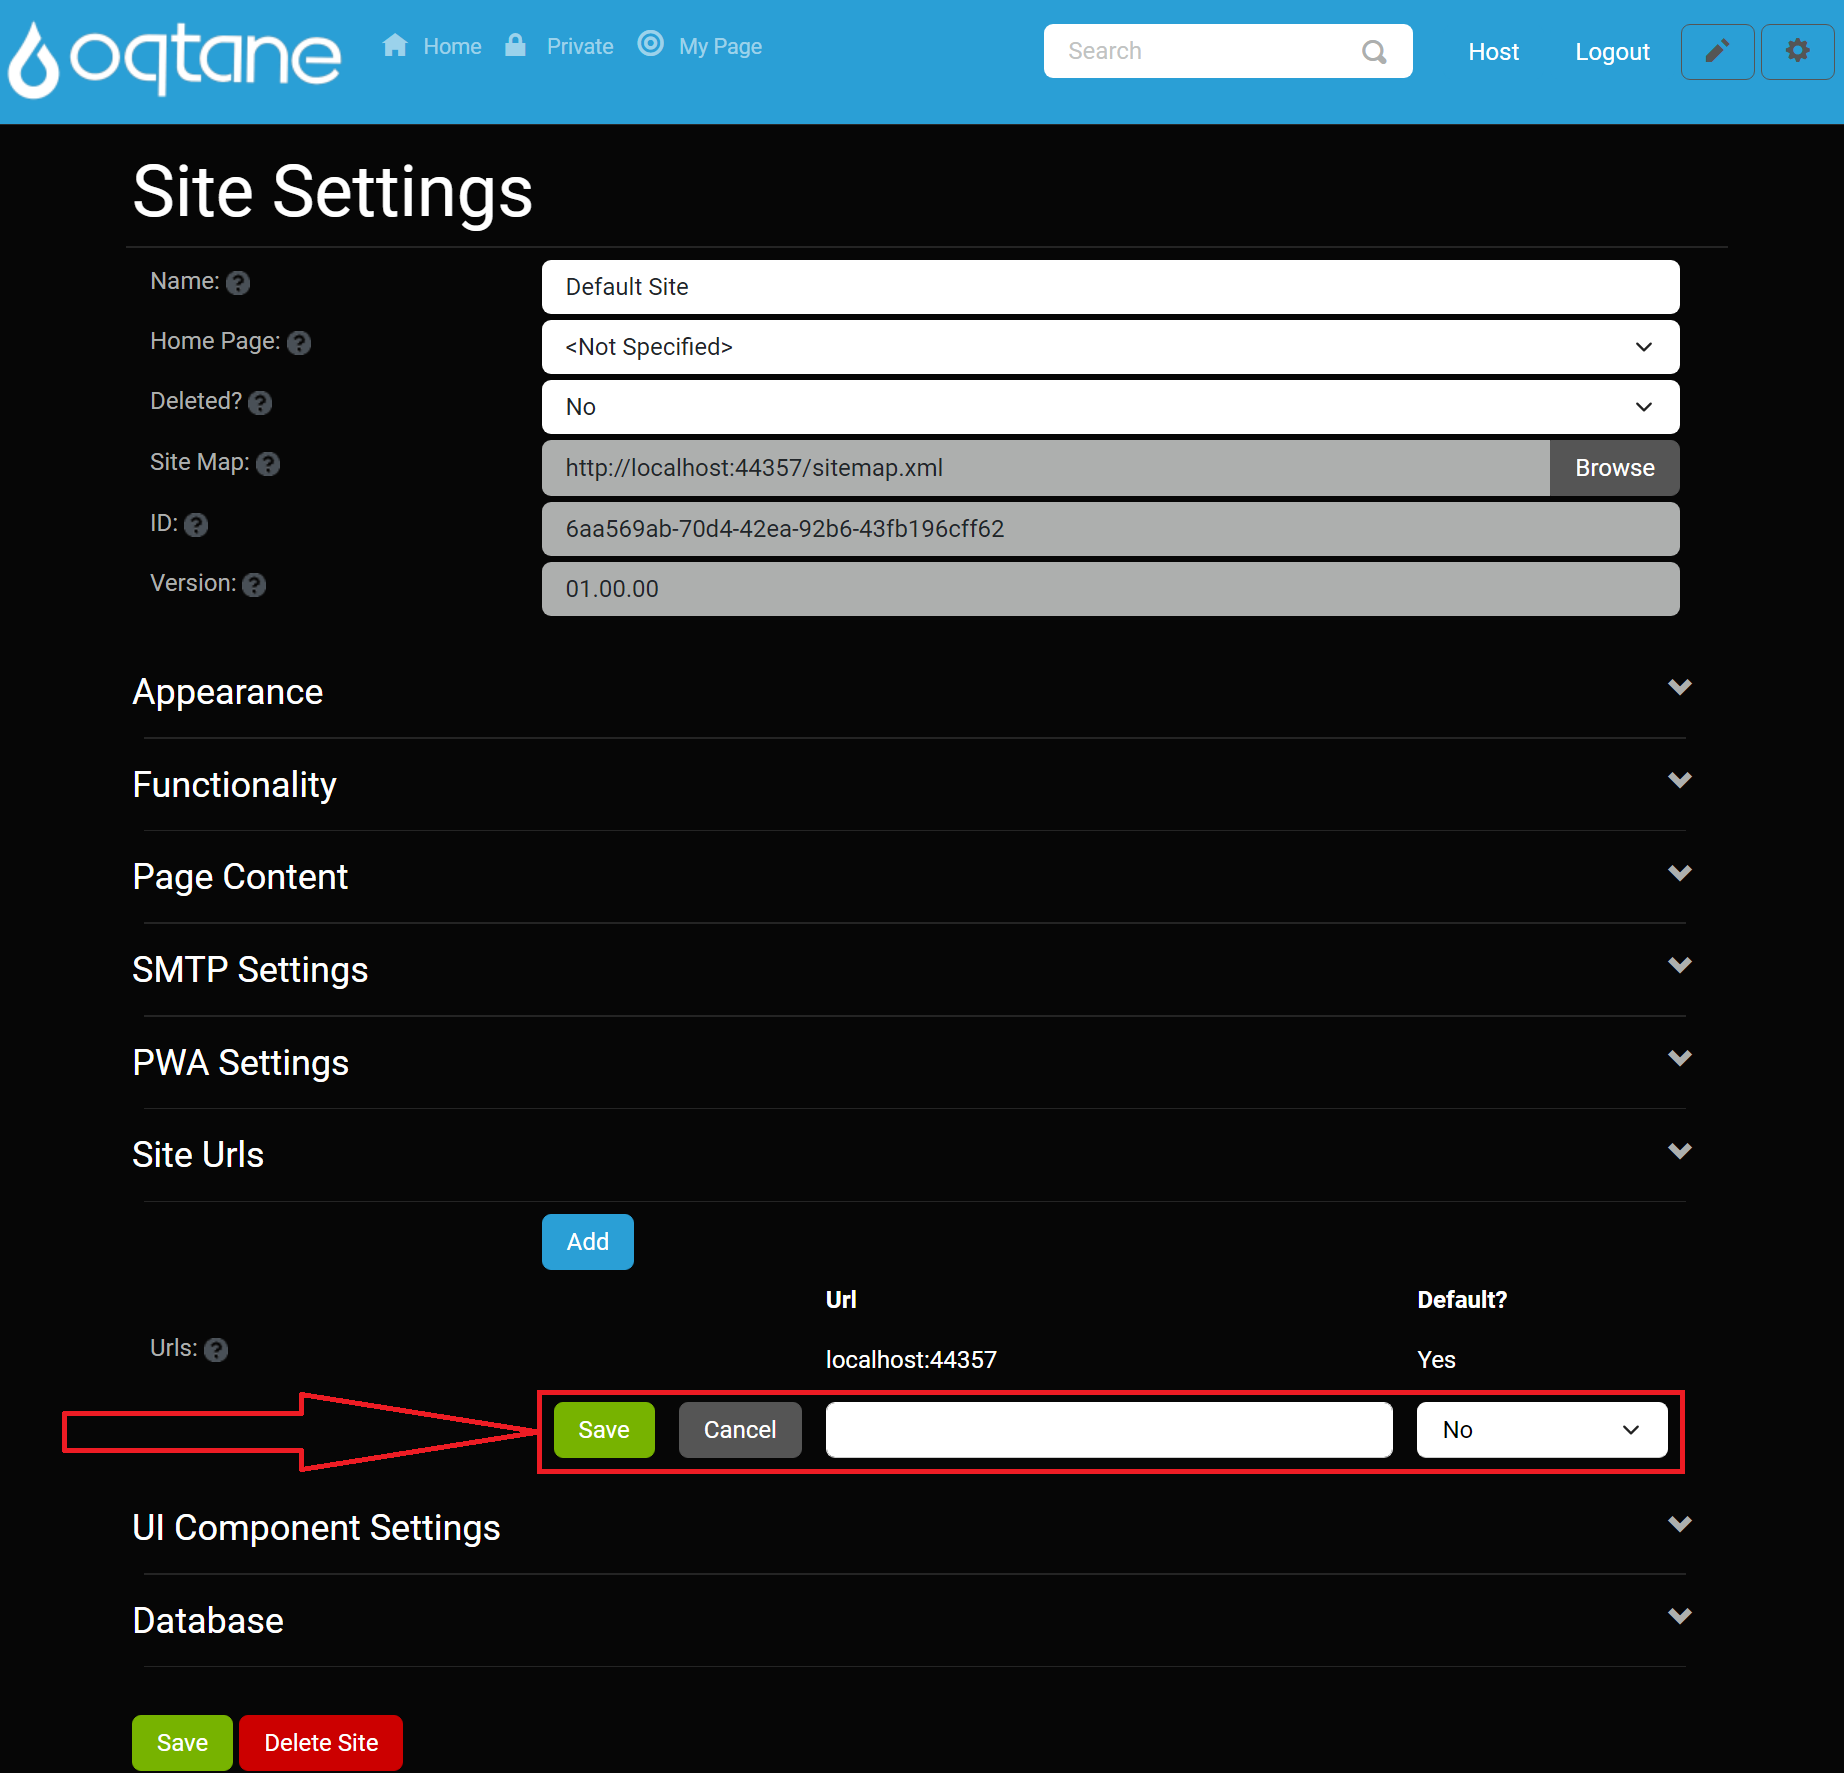 oqtane Home Private My Page Search Host Logout
Site Settings
Name: ? Default Site
Home Page: ? <Not Specified>
Deleted? ? No
Site Map: ? http://localhost:44357/sitemap.xml Browse
ID: ? 6aa569ab-70d4-42ea-92b6-43fb196cff62
Version: ? 01.00.00
Appearance
Functionality
Page Content
SMTP Settings
PWA Settings
Site Urls
Add
Url Default?
Urls: ? localhost:44357 Yes
Save Cancel No
UI Component Settings
Database
Save Delete Site